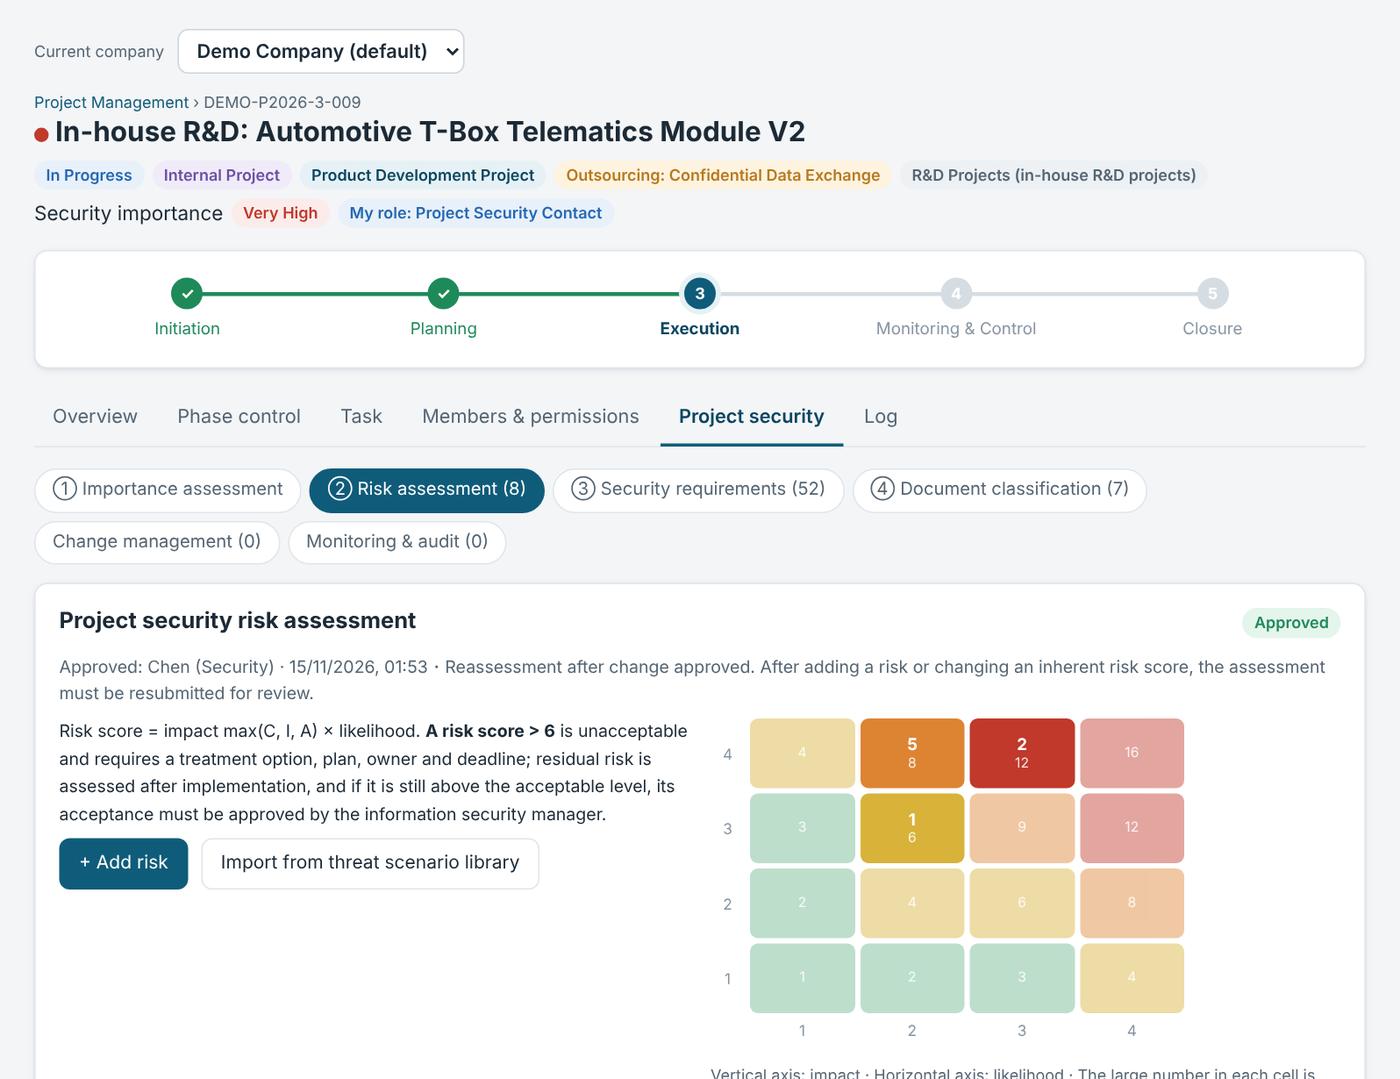 Current company
Demo Company (default)
Project Management › DEMO-P2026-3-009
In-house R&D: Automotive T-Box Telematics Module V2
In Progress
Internal Project
Product Development Project
Outsourcing: Confidential Data Exchange
R&D Projects (in-house R&D projects)
Security importance
Very High
My role: Project Security Contact
3
4
5
Initiation
Planning
Execution
Monitoring & Control
Closure
Overview
Phase control
Task
Members & permissions
Project security
Log
① Importance assessment
② Risk assessment (8)
③ Security requirements (52)
④ Document classification (7)
Change management (0)
Monitoring & audit (0)
Project security risk assessment
Approved
Approved: Chen (Security) · 15/11/2026, 01:53 · Reassessment after change approved. After adding a risk or changing an inherent risk score, the assessment
must be resubmitted for review.
Risk score = impact max(C, I, A) × likelihood. A risk score > 6 is unacceptable
and requires a treatment option, plan, owner and deadline; residual risk is
assessed after implementation, and if it is still above the acceptable level, its
acceptance must be approved by the information security manager.
+ Add risk
Import from threat scenario library
4
4
5
8
2
12
16
3
3
1
6
9
12
2
2
4
6
8
1
1
2
3
4
1
2
3
4
Vertical axis: impact · Horizontal axis: likelihood · The large number in each cell is